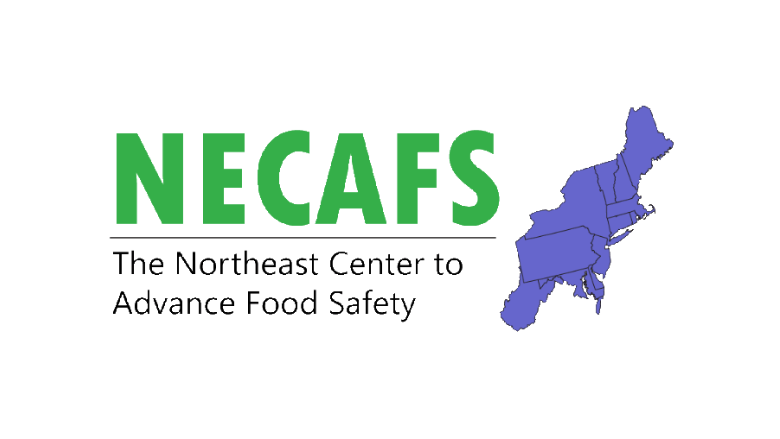 NECAFS
The Northeast Center to
Advance Food Safety